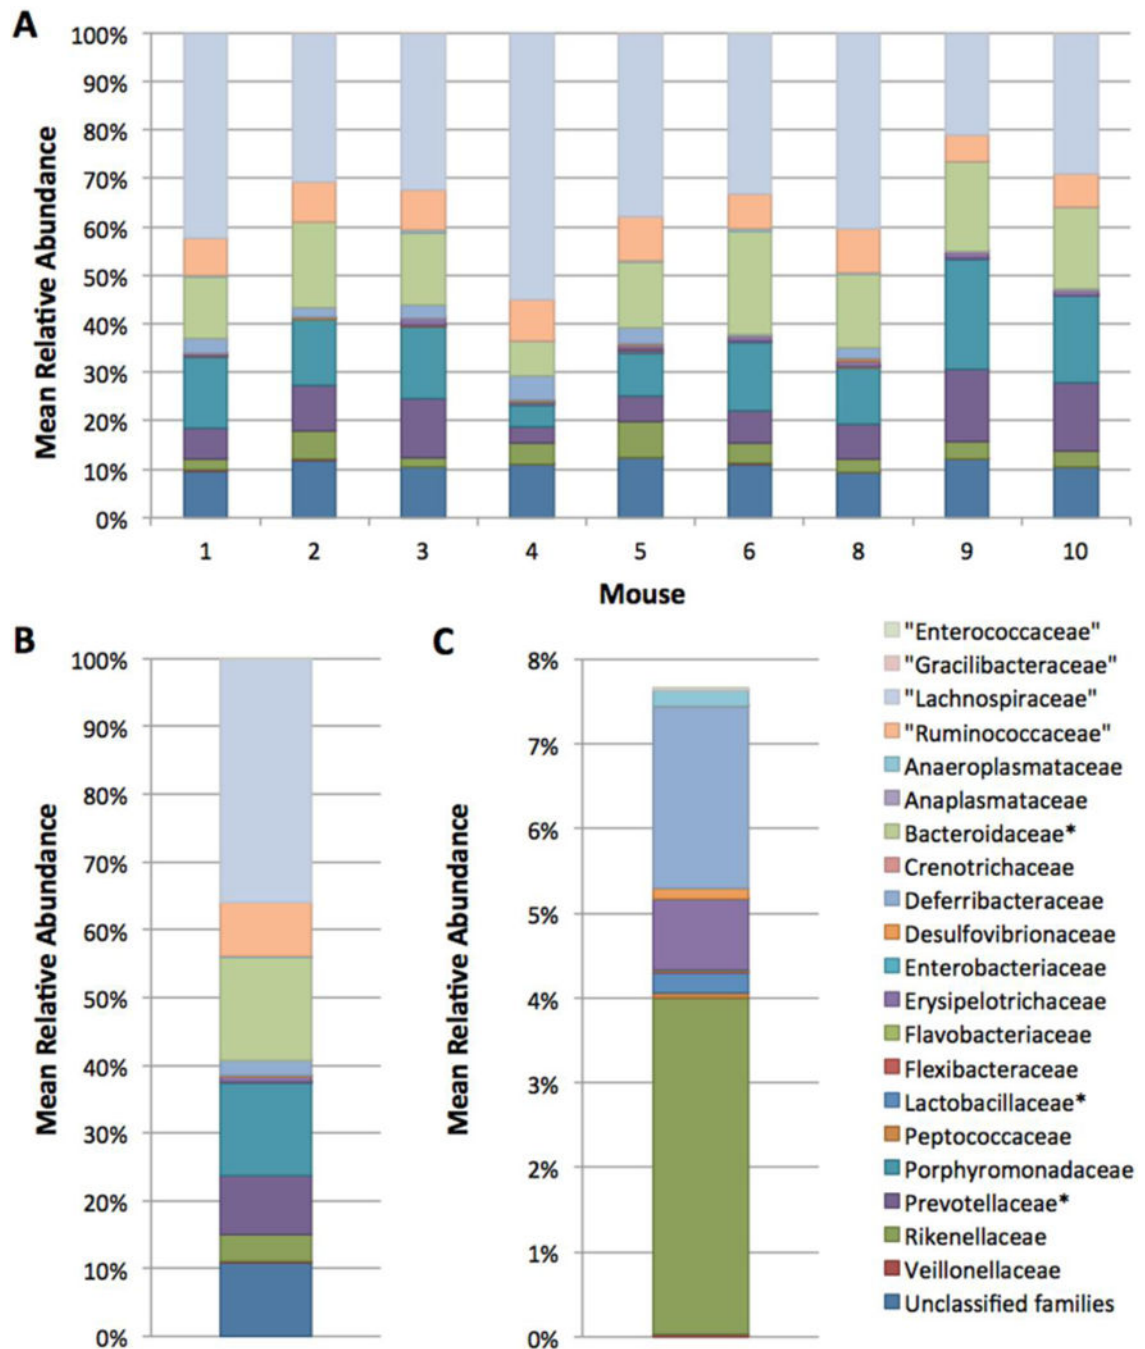 A
Mean Relative Abundance
100%
90%
80%
70%
60%
50%
40%
30%
20%
10%
0%
1 2 3 4 5 6 8 9 10
Mouse
B
Mean Relative Abundance
100%
90%
80%
70%
60%
50%
40%
30%
20%
10%
0%
C
Mean Relative Abundance
8%
7%
6%
5%
4%
3%
2%
1%
0%
"Enterococcaceae"
"Gracilibacteraceae"
"Lachnospiraceae"
"Ruminococcaceae"
Anaeroplasmataceae
Anaplasmataceae
Bacteroidaceae*
Crenotrichaceae
Deferribacteraceae
Desulfovibrionaceae
Enterobacteriaceae
Erysipelotrichaceae
Flavobacteriaceae
Flexibacteraceae
Lactobacillaceae*
Peptococcaceae
Porphyromonadaceae
Prevotellaceae*
Rikenellaceae
Veillonellaceae
Unclassified families